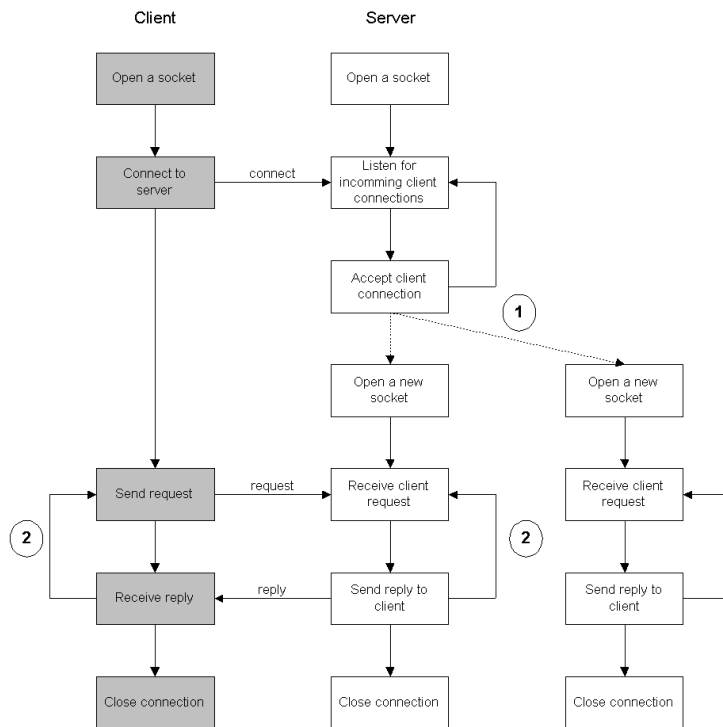 Client
Server
Open a socket
Open a socket
Connect to
server
connect
Listen for
incomming client
connections
Accept client
connection
1
Open a new
socket
Open a new
socket
Send request
request
Receive client
request
Receive client
request
2
2
Receive reply
reply
Send reply to
client
Send reply to
client
Close connection
Close connection
Close connection